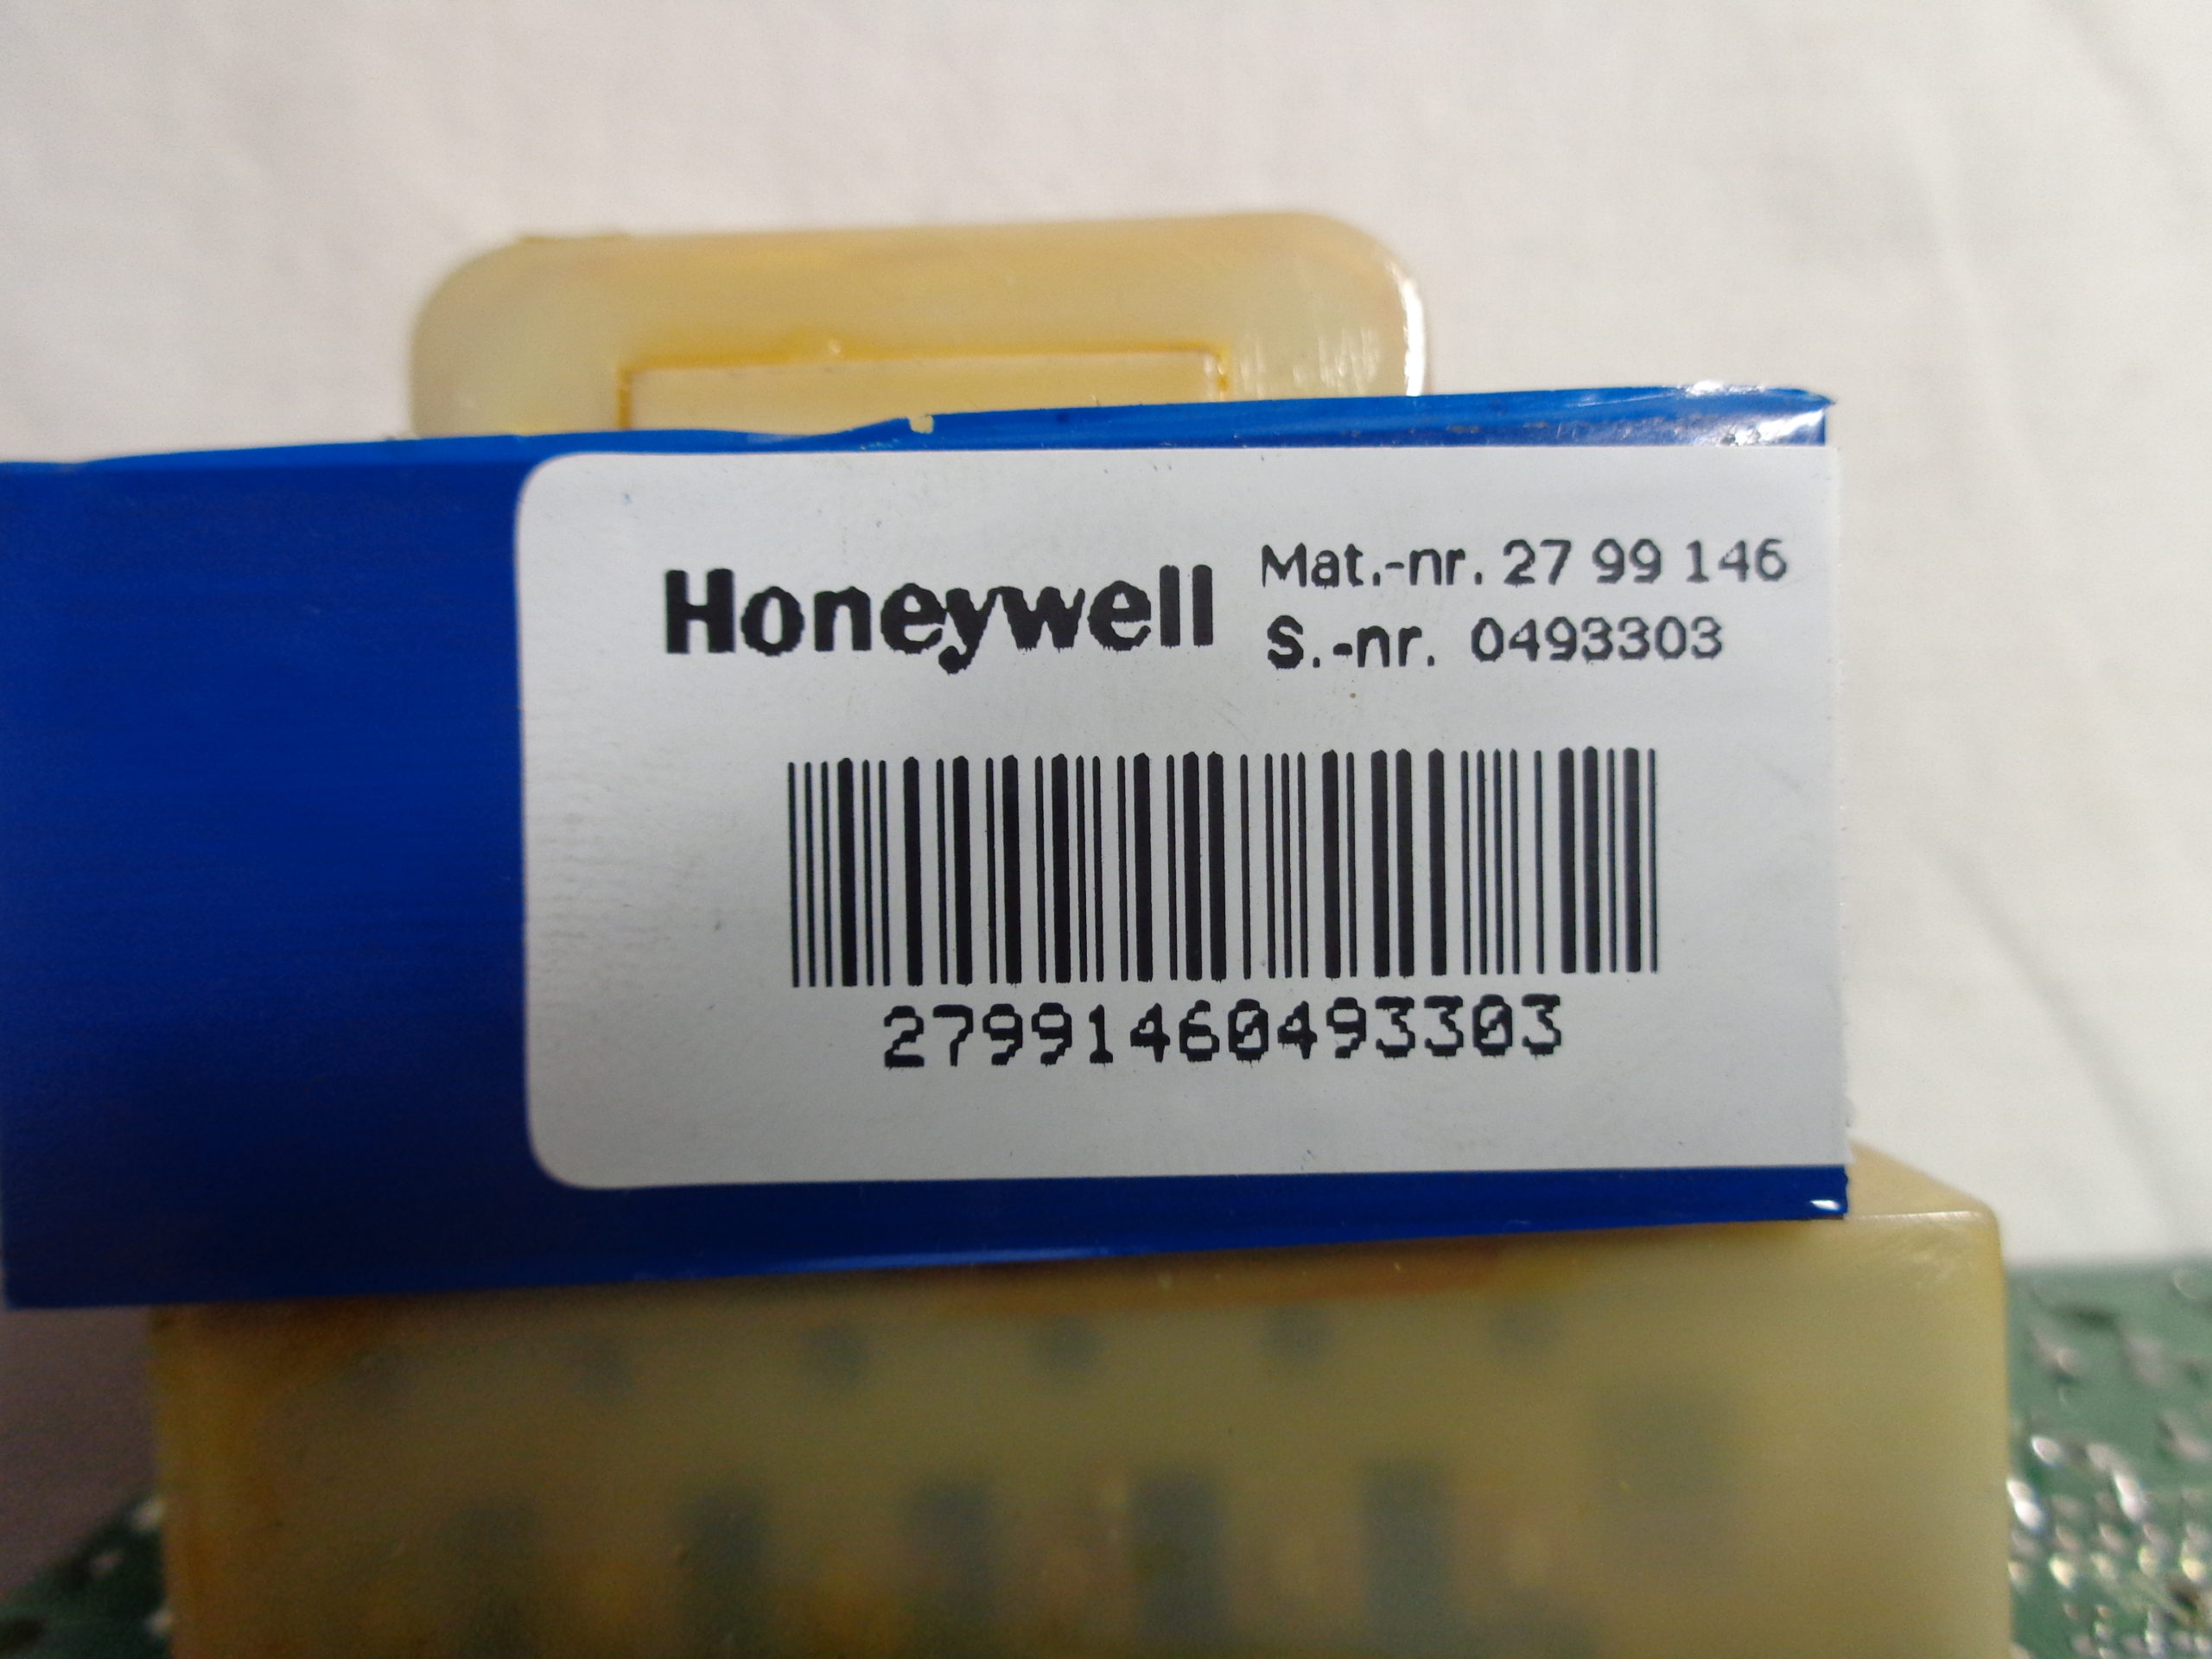 Honeywell
Mat.-nr. 27 99 146
S.-nr. 0493303
27991460493303